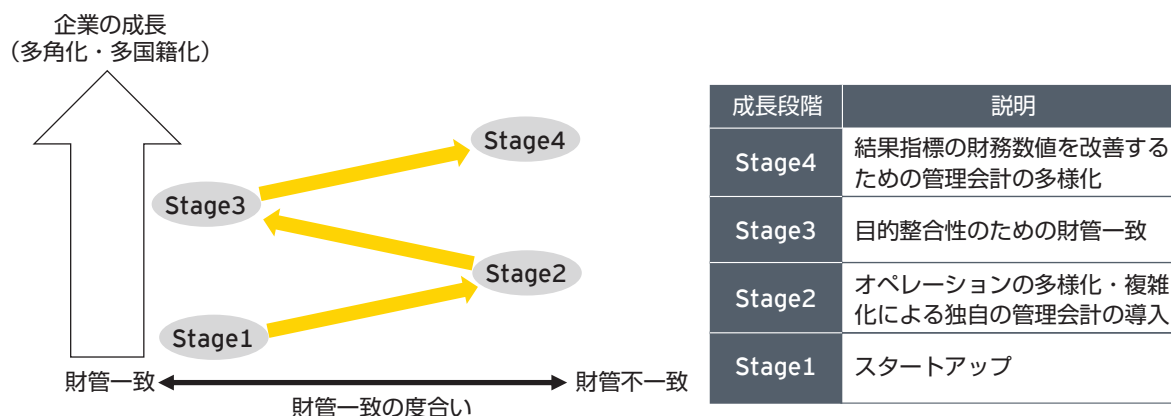 企業の成長
（多角化・多国籍化）
Stage4
Stage3
Stage2
Stage1
財管一致
財管不一致
財管一致の度合い
成長段階 説明
Stage4 結果指標の財務数値を改善する
ための管理会計の多様化
Stage3 目的整合性のための財管一致
Stage2 オペレーションの多様化・複雑
化による独自の管理会計の導入
Stage1 スタートアップ